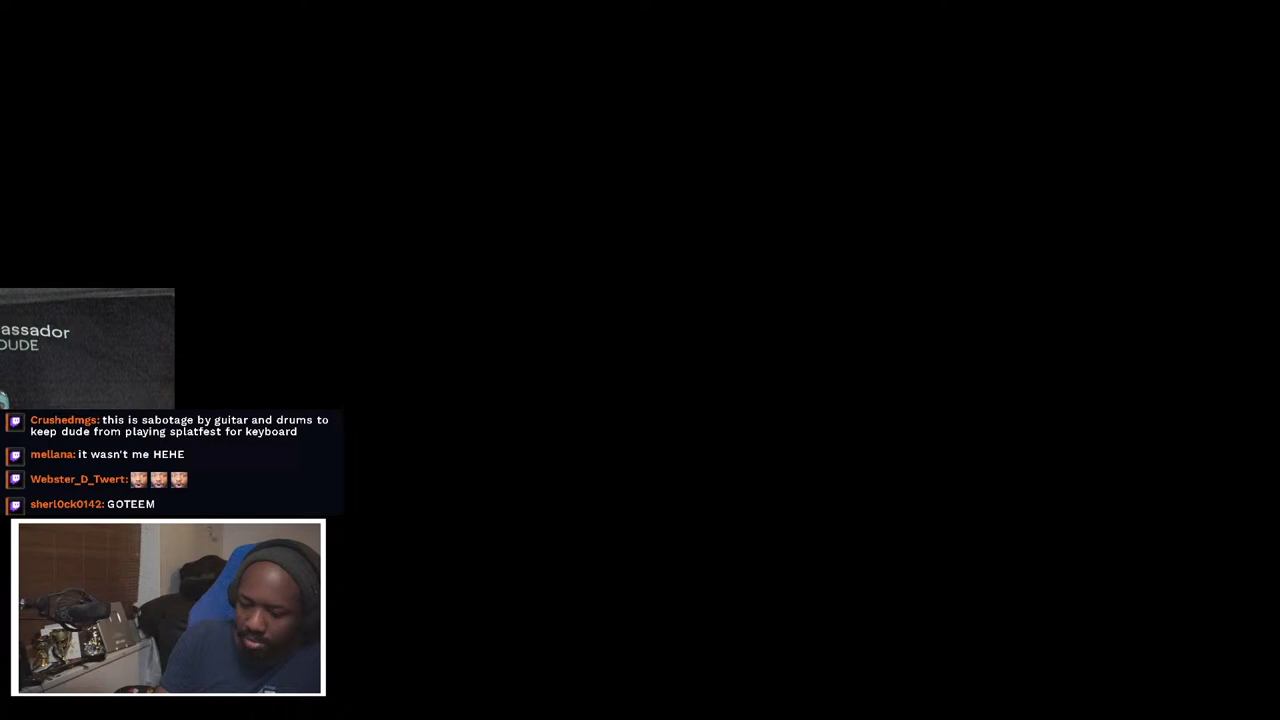 assador
DUDE
Crushedmgs: this is sabotage by guitar and drums to
keep dude from playing splatfest for keyboard
mellana: it wasn't me HEHE
Webster_D_Twert:
sherl0ck0142: GOTEEM